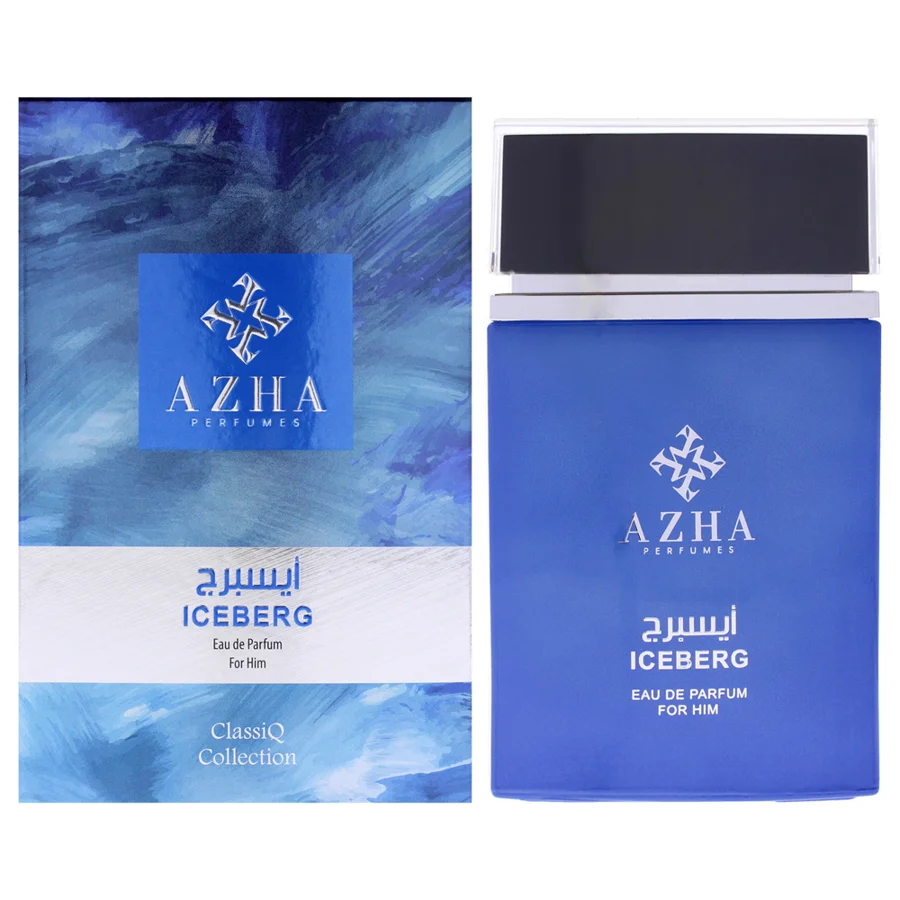 AZHA
PERFUMES
أيسبرج
ICEBERG
Eau de Parfum
For Him
ClassiQ
Collection
AZHA
PERFUMES
أيسبرج
ICEBERG
EAU DE PARFUM
FOR HIM